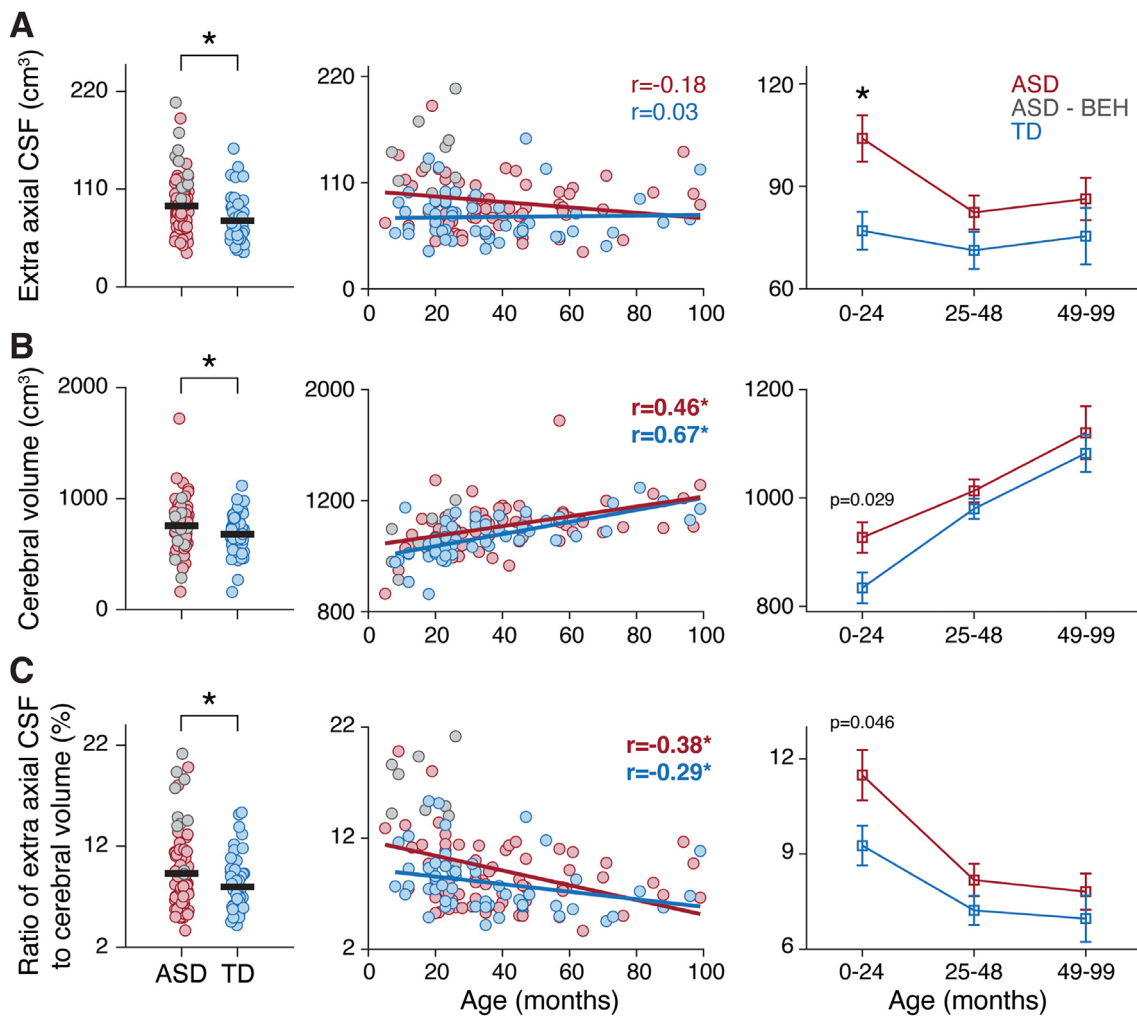 A
Extra axial CSF (cm³)
220
110
0
*
220
110
0
r=-0.18
r=0.03
0 20 40 60 80 100
120
90
60
*
ASD
ASD - BEH
TD
0-24 25-48 49-99
B
Cerebral volume (cm³)
2000
1000
0
*
2000
1200
800
r=0.46*
r=0.67*
0 20 40 60 80 100
1200
1000
800
p=0.029
0-24 25-48 49-99
C
Ratio of extra axial CSF
to cerebral volume (%)
22
12
2
*
ASD TD
22
12
2
r=-0.38*
r=-0.29*
0 20 40 60 80 100
Age (months)
12
9
6
p=0.046
0-24 25-48 49-99
Age (months)